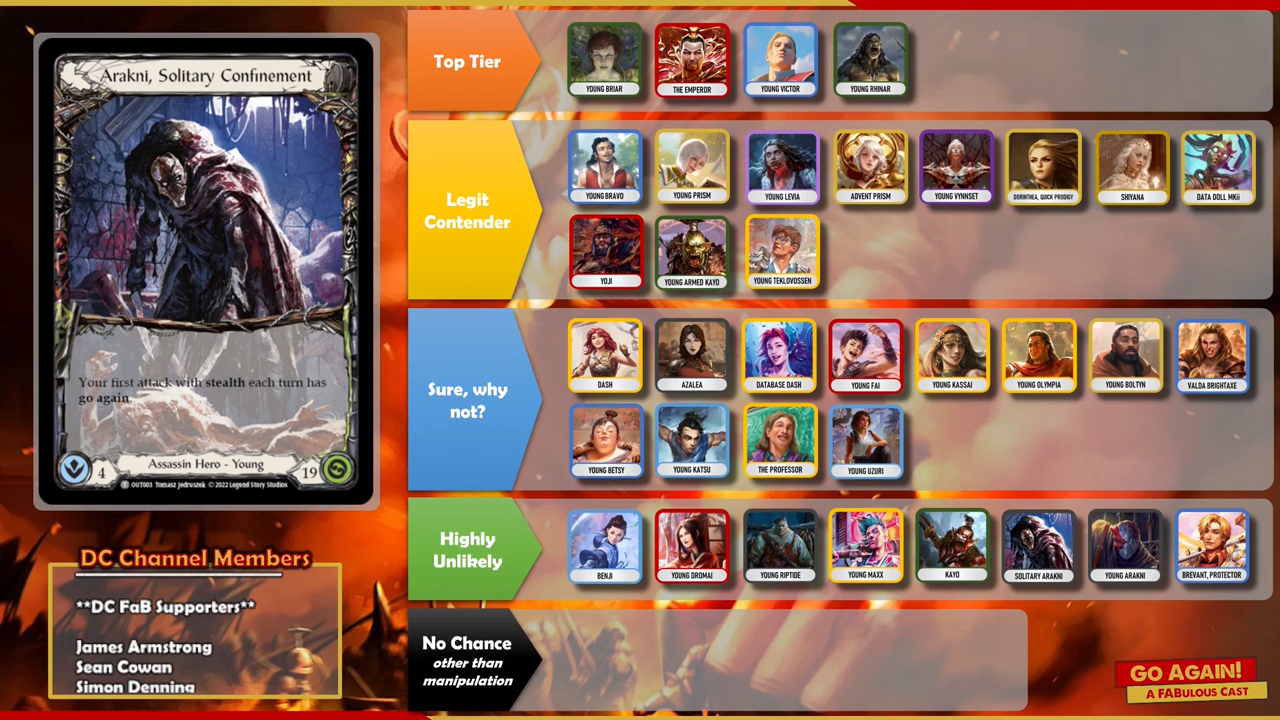 Arakni, Solitary Confinement
Your first attack with stealth each turn has
go again.
4
Assassin Hero - Young
19
OUT003 Tomasz Jedruszek © 2022 Legend Story Studios
DC Channel Members
**DC FaB Supporters**
James Armstrong
Sean Cowan
Simon Denning
Top Tier
YOUNG BRIAR
THE EMPEROR
YOUNG VICTOR
YOUNG RHINAR
Legit
Contender
YOUNG BRAVO
YOUNG PRISM
YOUNG LEVIA
ADVENT PRISM
YOUNG VYNNSET
DORINTHEA, QUICK PRODIGY
SHIYANA
DATA DOLL MKii
YOJI
YOUNG ARMED KAYO
YOUNG TEKLOVOSSEN
Sure, why
not?
DASH
AZALEA
DATABASE DASH
YOUNG FAI
YOUNG KASSAI
YOUNG OLYMPIA
YOUNG BOLTYN
VALDA BRIGHTAXE
YOUNG BETSY
YOUNG KATSU
THE PROFESSOR
YOUNG UZURI
Highly
Unlikely
BENJI
YOUNG DROMAI
YOUNG RIPTIDE
YOUNG MAXX
KAYO
SOLITARY ARAKNI
YOUNG ARAKNI
BREVANT, PROTECTOR
No Chance
other than
manipulation
GO AGAIN!
A FABULOUS CAST